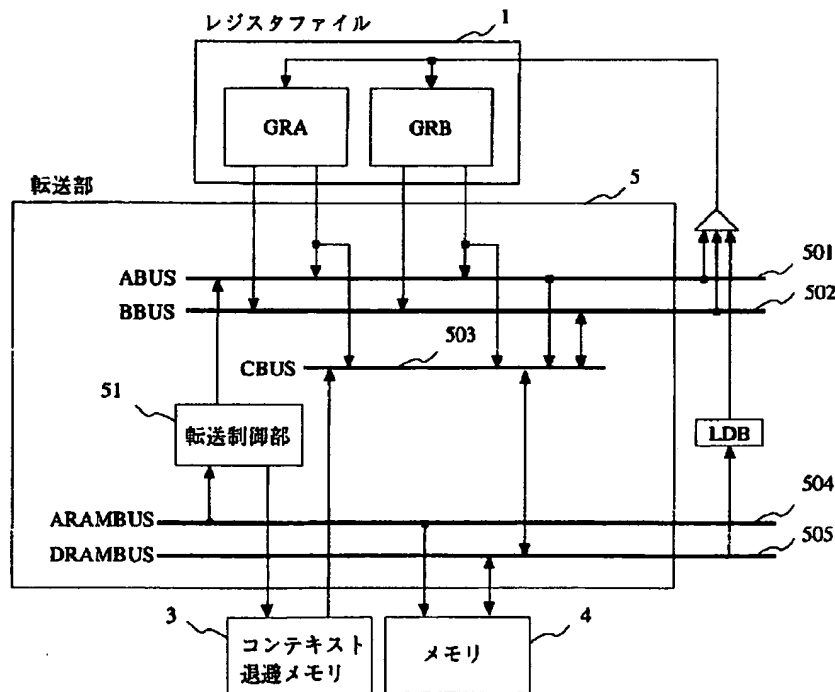 レジスタファイル
1
GRA
GRB
転送部
5
ABUS
501
BBUS
502
503
CBUS
51
転送制御部
LDB
504
ARAMBUS
505
DRAMBUS
3
4
コンテキスト
退避メモリ
メモリ